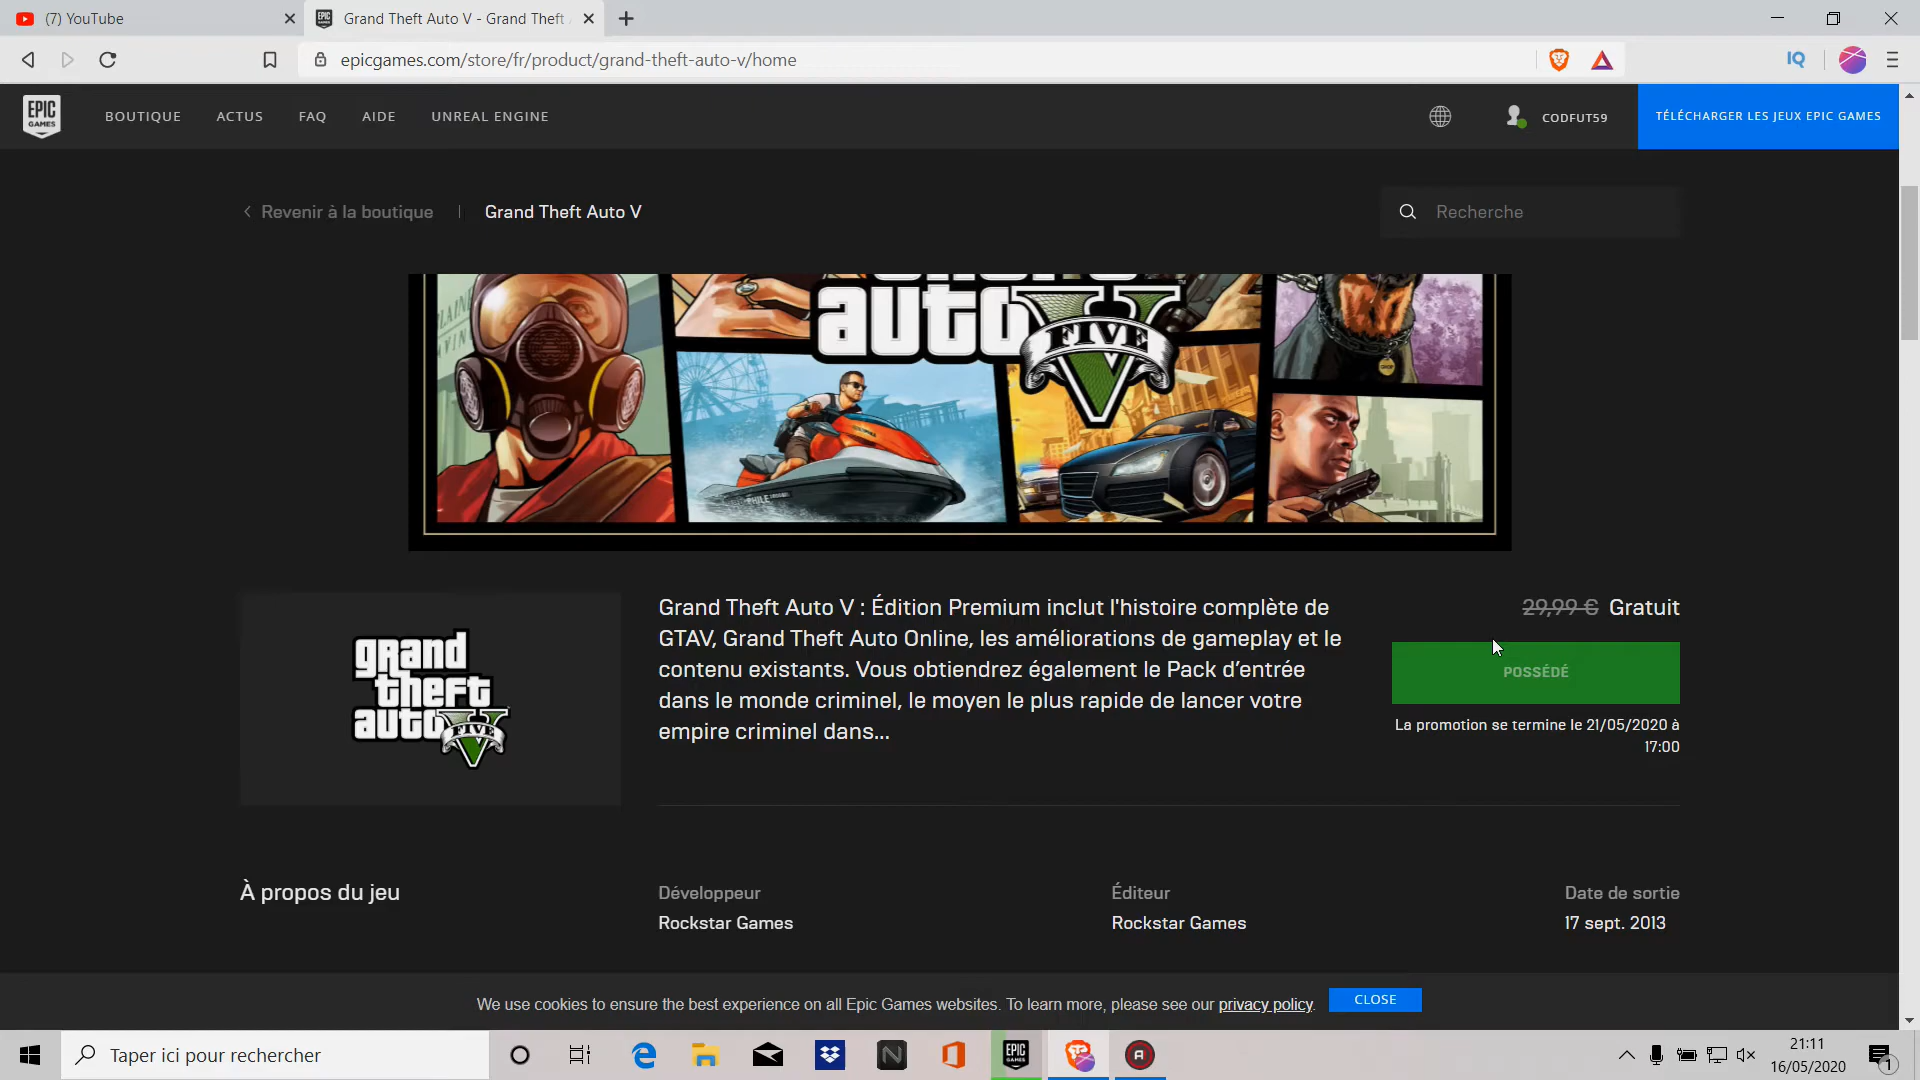 (7) YouTube
Grand Theft Auto V - Grand Theft
epicgames.com/store/fr/product/grand-theft-auto-v/home
IQ
EPIC GAMES
BOUTIQUE
ACTUS
FAQ
AIDE
UNREAL ENGINE
CODFUT59
TÉLÉCHARGER LES JEUX EPIC GAMES
Revenir à la boutique
Grand Theft Auto V
Recherche
auto
FIVE
V
grand
theft
auto
FIVE
V
Grand Theft Auto V : Édition Premium inclut l'histoire complète de
GTAV, Grand Theft Auto Online, les améliorations de gameplay et le
contenu existants. Vous obtiendrez également le Pack d’entrée
dans le monde criminel, le moyen le plus rapide de lancer votre
empire criminel dans...
29,99 € Gratuit
POSSÉDÉ
La promotion se termine le 21/05/2020 à
17:00
À propos du jeu
Développeur
Rockstar Games
Éditeur
Rockstar Games
Date de sortie
17 sept. 2013
We use cookies to ensure the best experience on all Epic Games websites. To learn more, please see our privacy policy.
CLOSE
Taper ici pour rechercher
EPIC GAMES
21:11
16/05/2020
1